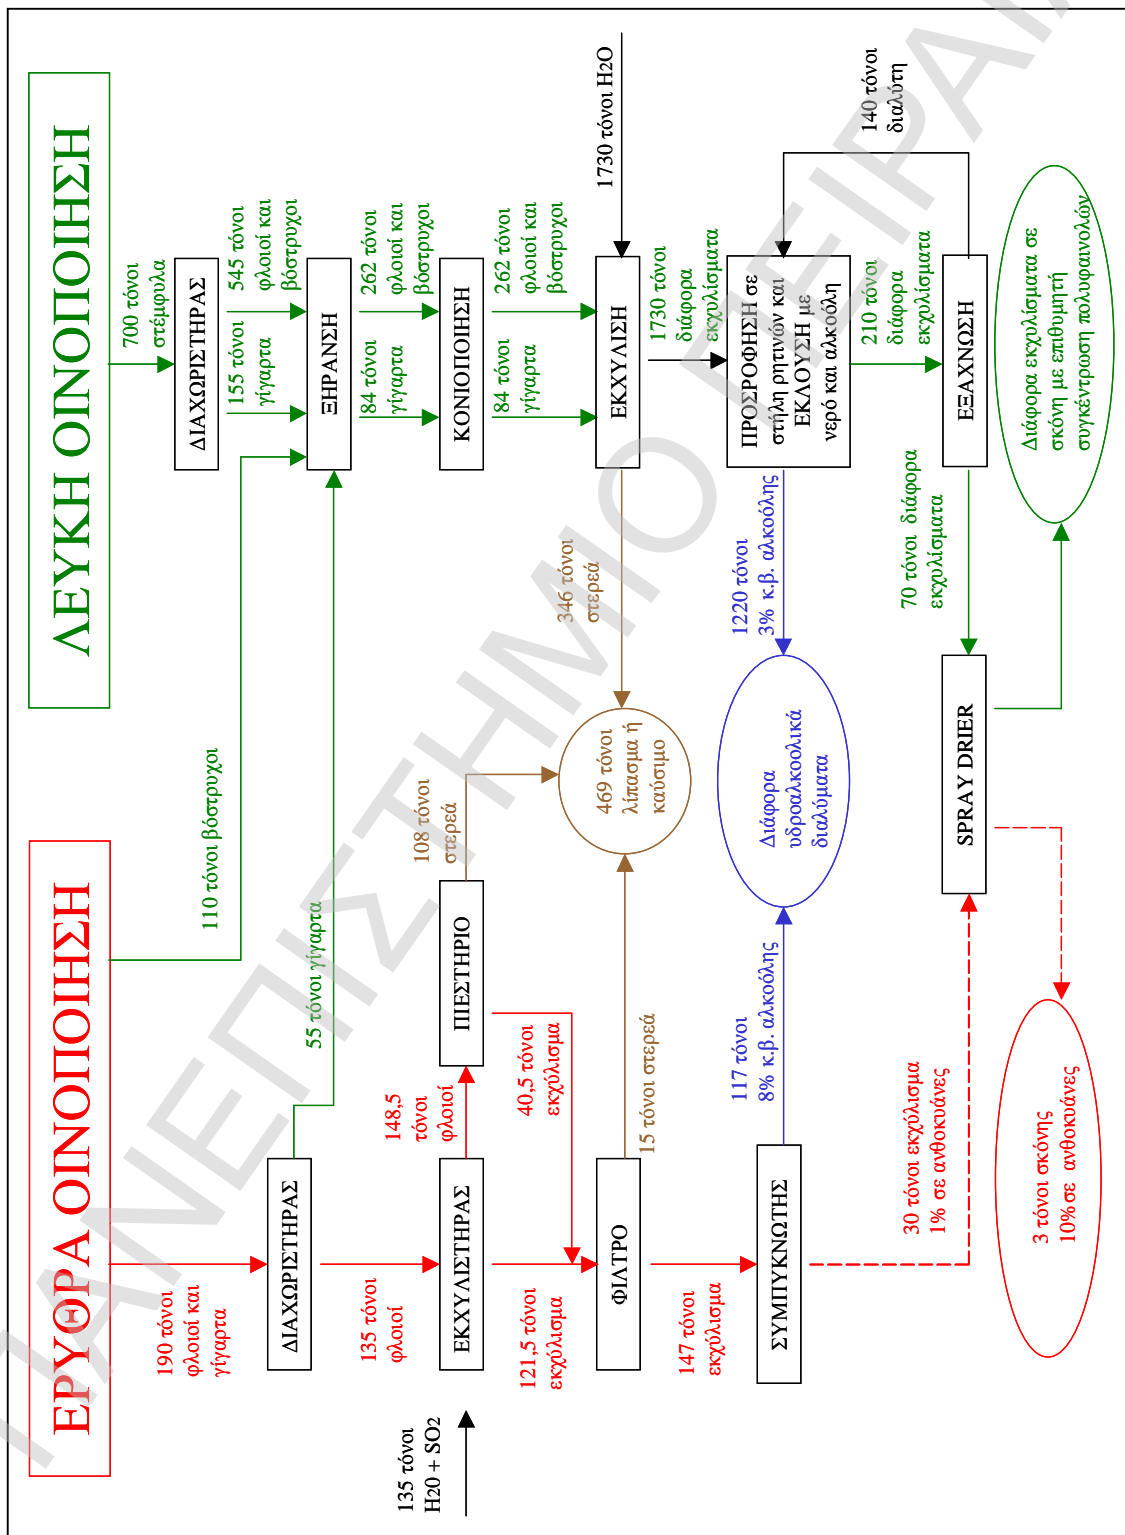 ΕΡΥΘΡΑ ΟΙΝΟΠΟΙΗΣΗ
ΛΕΥΚΗ ΟΙΝΟΠΟΙΗΣΗ
190 τόνοι
φλοιοί και
γίγαρτα
110 τόνοι βόστρυχοι
700 τόνοι
στέμφυλα
ΔΙΑΧΩΡΙΣΤΗΡΑΣ
155 τόνοι
γίγαρτα
545 τόνοι
φλοιοί και
βόστρυχοι
ΔΙΑΧΩΡΙΣΤΗΡΑΣ
55 τόνοι γίγαρτα
ΞΗΡΑΝΣΗ
135 τόνοι
φλοιοί
84 τόνοι
γίγαρτα
262 τόνοι
φλοιοί και
βόστρυχοι
135 τόνοι
H20 + SO2
ΕΚΧΥΛΙΣΤΗΡΑΣ
148,5
τόνοι
φλοιοί
ΠΙΕΣΤΗΡΙΟ
108 τόνοι
στερεά
ΚΟΝΙΟΠΟΙΗΣΗ
121,5 τόνοι
εκχύλισμα
40,5 τόνοι
εκχύλισμα
84 τόνοι
γίγαρτα
262 τόνοι
φλοιοί και
βόστρυχοι
ΦΙΛΤΡΟ
15 τόνοι στερεά
469 τόνοι
λίπασμα ή
καύσιμο
346 τόνοι
στερεά
ΕΚΧΥΛΙΣΗ
1730 τόνοι H2O
147 τόνοι
εκχύλισμα
1730 τόνοι
διάφορα
εκχυλίσματα
ΣΥΜΠΥΚΝΩΤΗΣ
117 τόνοι
8% κ.β. αλκοόλης
Διάφορα
υδροαλκοολικά
διαλύματα
1220 τόνοι
3% κ.β. αλκοόλης
ΠΡΟΣΡΟΦΗΣΗ σε
στήλη ρητινών και
ΕΚΛΟΥΣΗ με
νερό και αλκοόλη
140 τόνοι
διαλύτη
210 τόνοι
διάφορα
εκχυλίσματα
30 τόνοι εκχύλισμα
1% σε ανθοκυάνες
SPRAY DRIER
70 τόνοι διάφορα
εκχυλίσματα
ΕΞΑΧΝΩΣΗ
3 τόνοι σκόνης
10%σε ανθοκυάνες
Διάφορα εκχυλίσματα σε
σκόνη με επιθυμητή
συγκέντρωση πολυφανολών
ΠΑΝΕΠΙΣΤΗΜΙΟ ΠΕΙΡΑΙ